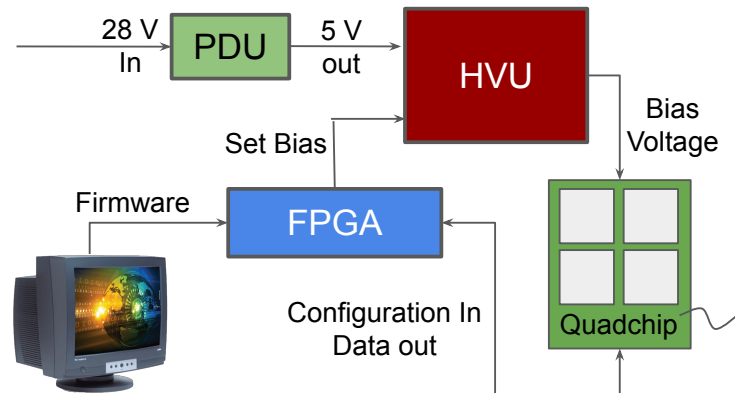 28 V
In
PDU
5 V
out
HVU
Set Bias
Bias
Voltage
Firmware
FPGA
Configuration In
Data out
Quadchip